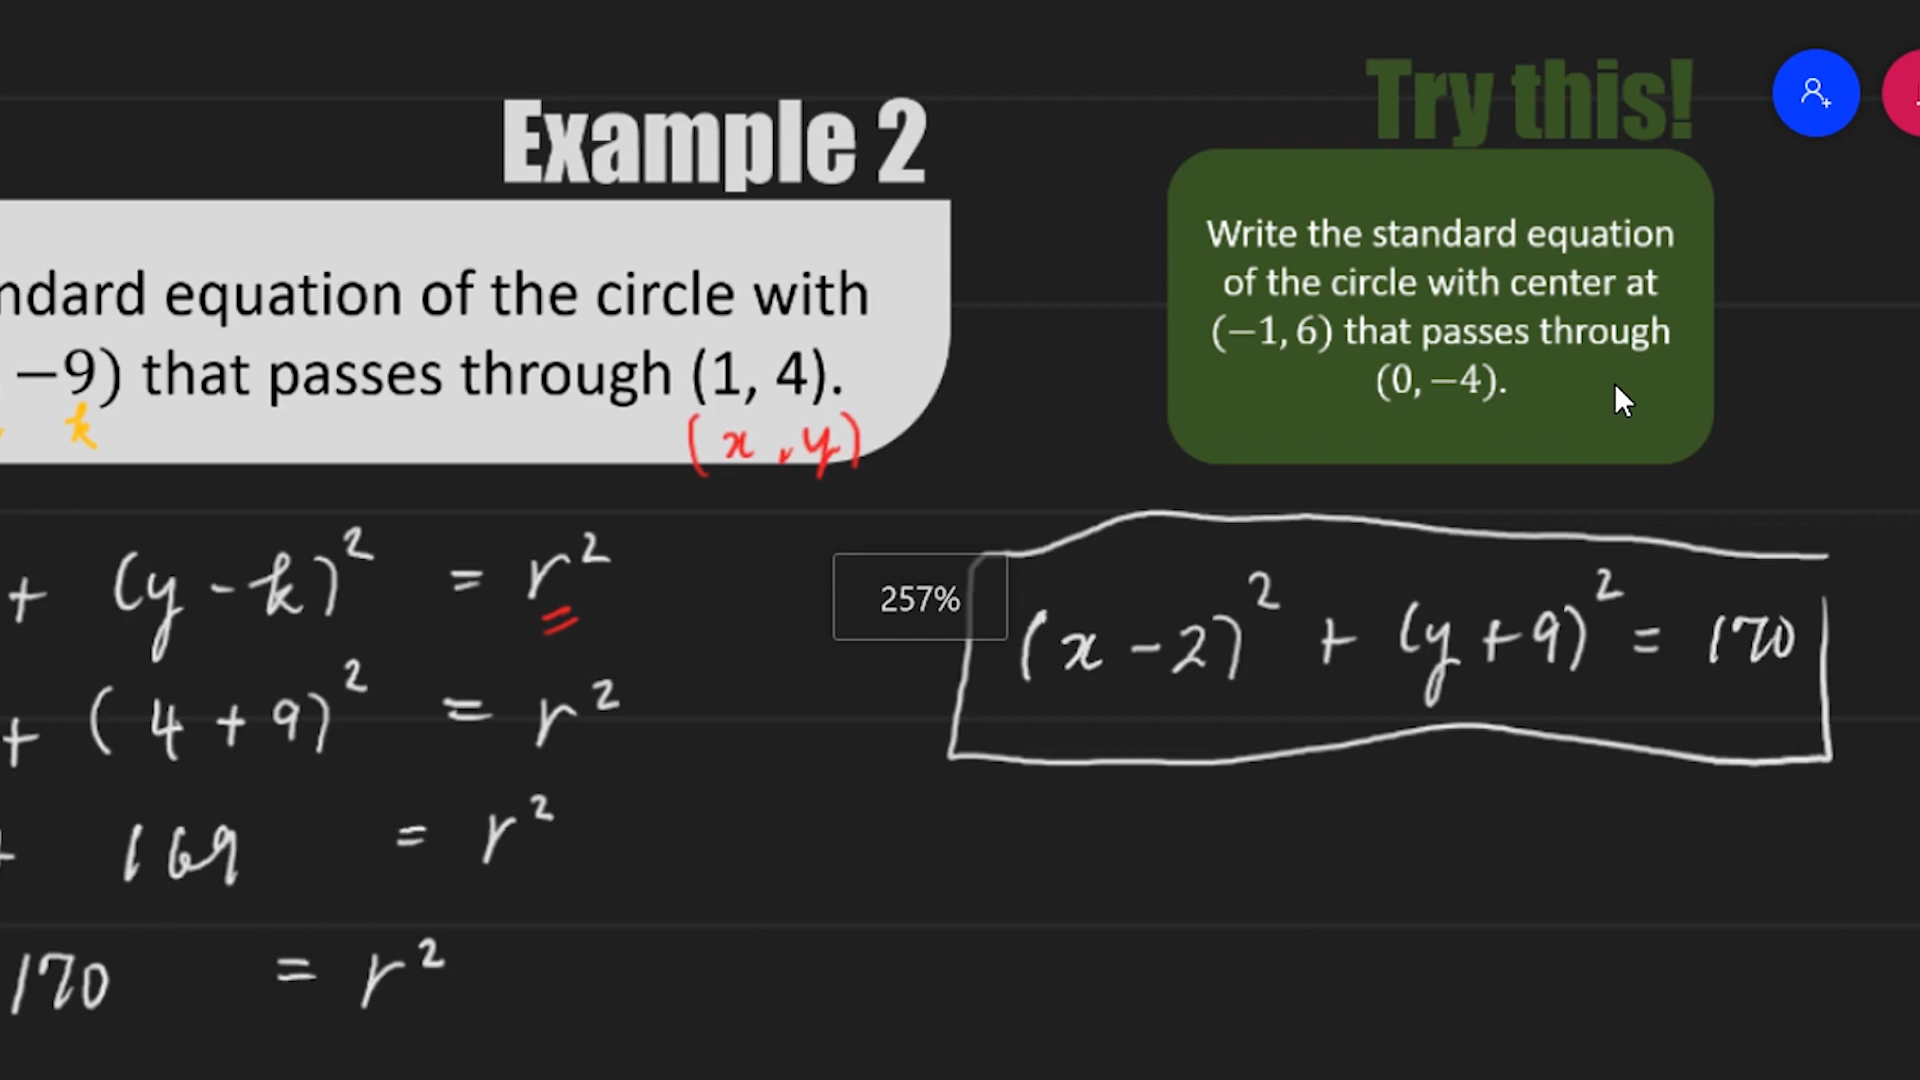 Example 2
Try this!
ndard equation of the circle with
−9) that passes through (1, 4).
k
(x, y)
Write the standard equation
of the circle with center at
(−1, 6) that passes through
(0, −4).
+ (y - k)² = r²
+ (4 + 9)² = r²
+ 169 = r²
170 = r²
257%
(x - 2)² + (y + 9)² = 170